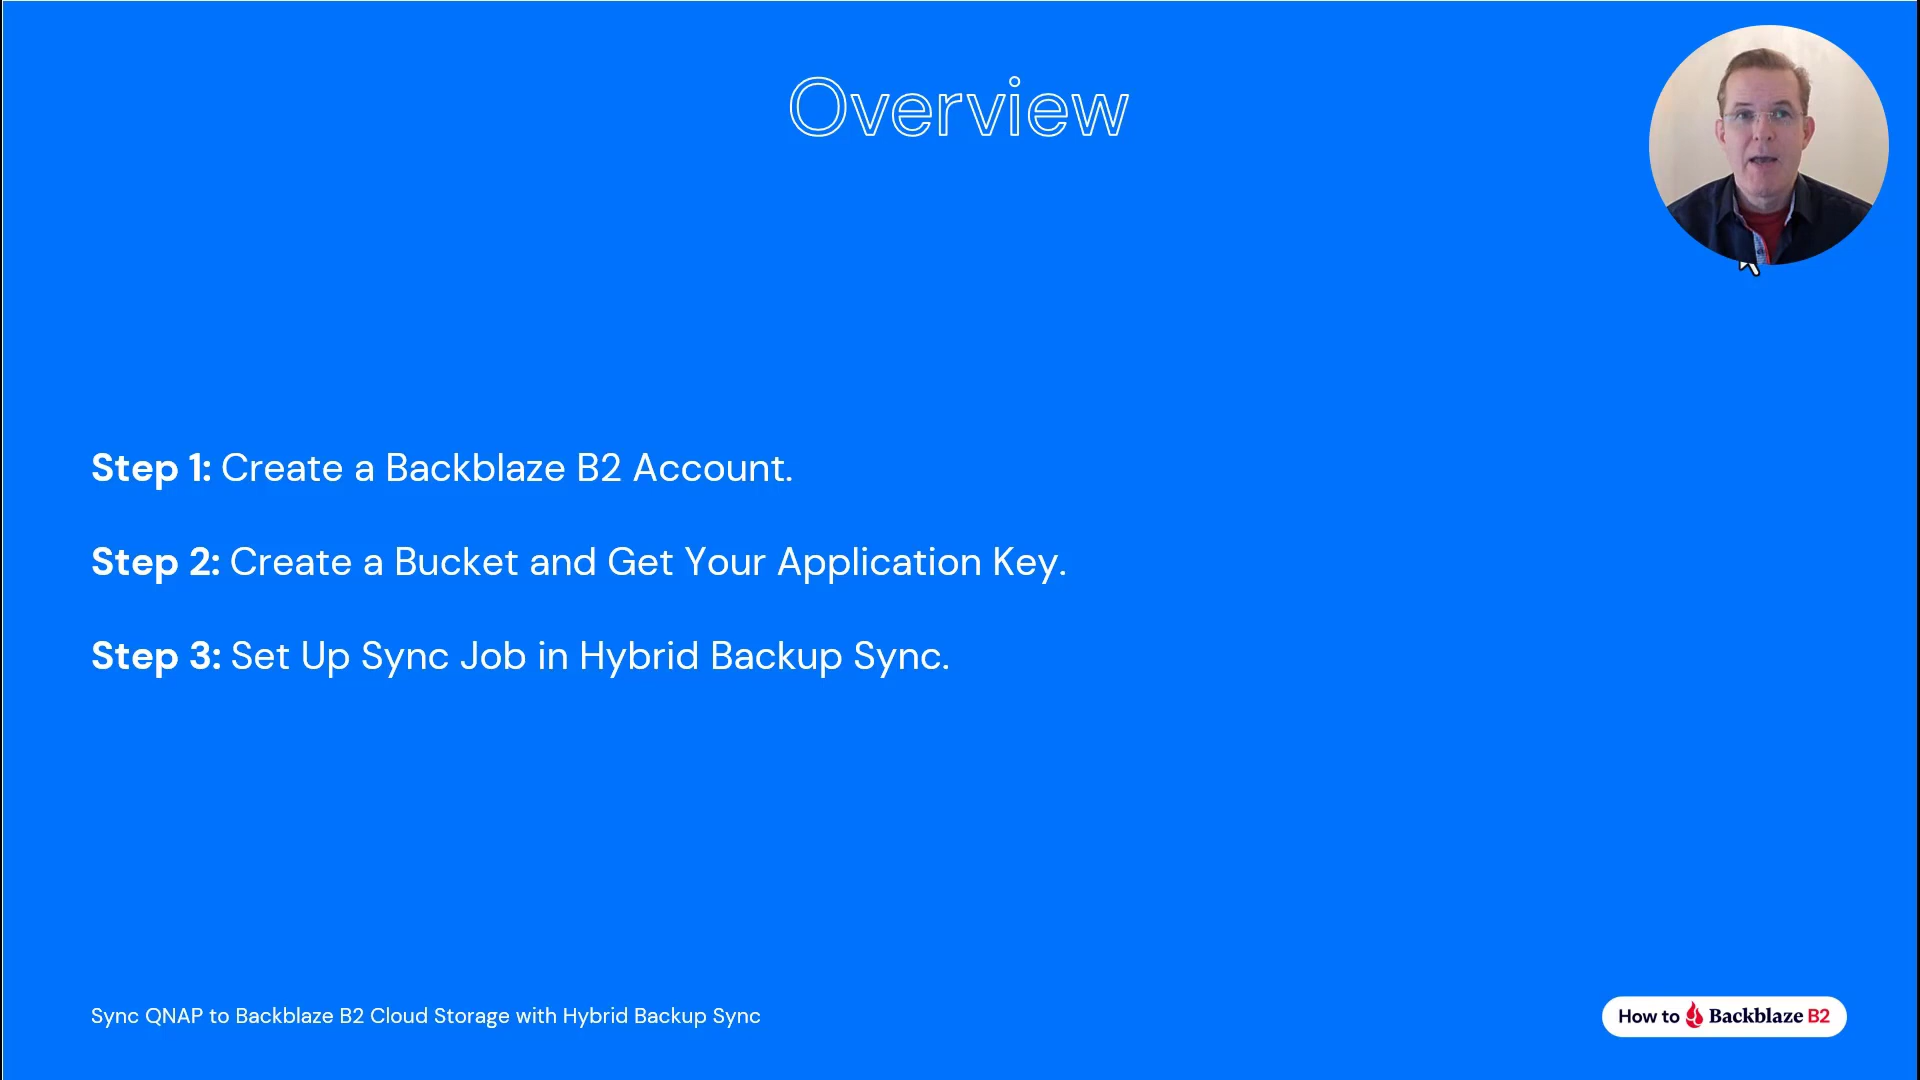 Overview
Step 1: Create a Backblaze B2 Account.
Step 2: Create a Bucket and Get Your Application Key.
Step 3: Set Up Sync Job in Hybrid Backup Sync.
Sync QNAP to Backblaze B2 Cloud Storage with Hybrid Backup Sync
How to Backblaze B2